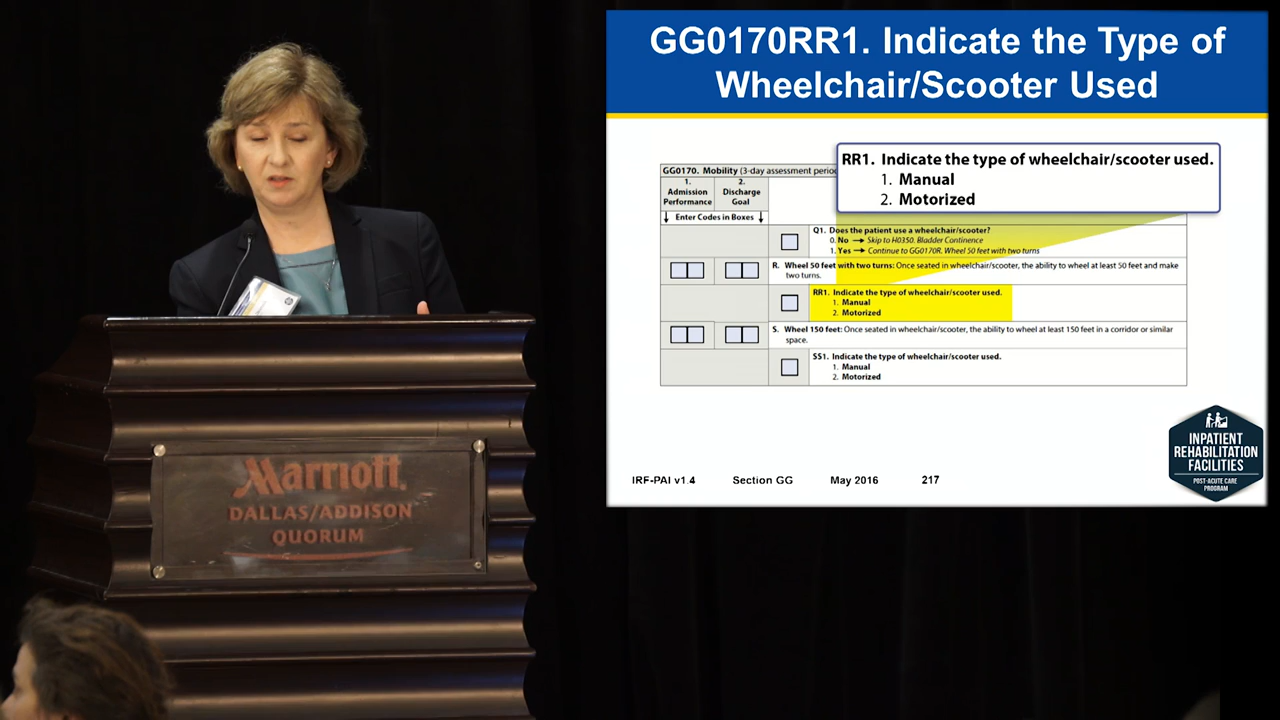 GG0170RR1. Indicate the Type of
Wheelchair/Scooter Used
RR1. Indicate the type of wheelchair/scooter used.
1. Manual
2. Motorized
GG0170. Mobility (3-day assessment period
1.
Admission
Performance
2.
Discharge
Goal
↓ Enter Codes in Boxes ↓
Q1. Does the patient use a wheelchair/scooter?
0. No → Skip to H0350. Bladder Continence
1. Yes → Continue to GG0170R. Wheel 50 feet with two turns
R. Wheel 50 feet with two turns: Once seated in wheelchair/scooter, the ability to wheel at least 50 feet and make
two turns.
RR1. Indicate the type of wheelchair/scooter used.
1. Manual
2. Motorized
S. Wheel 150 feet: Once seated in wheelchair/scooter, the ability to wheel at least 150 feet in a corridor or similar
space.
SS1. Indicate the type of wheelchair/scooter used.
1. Manual
2. Motorized
INPATIENT
REHABILITATION
FACILITIES
POST-ACUTE CARE
PROGRAM
IRF-PAI v1.4 Section GG May 2016 217
Marriott
DALLAS/ADDISON
QUORUM